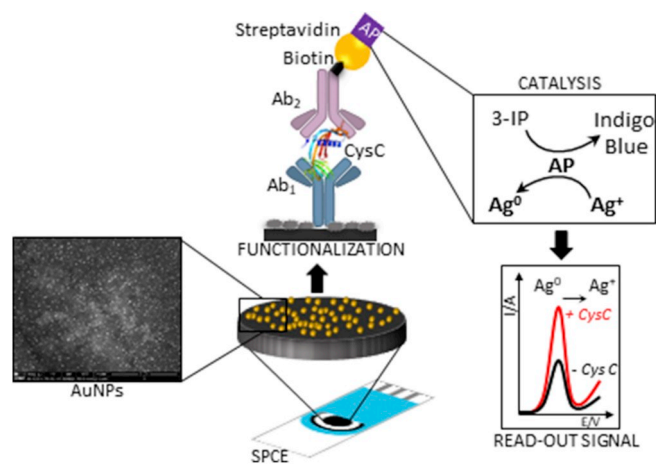 Streptavidin
AP
Biotin
Ab2
CysC
Ab1
FUNCTIONALIZATION
AuNPs
SPCE
CATALYSIS
3-IP
Indigo
Blue
AP
Ag⁰
Ag⁺
I/A
Ag⁰ → Ag⁺
+ CysC
- Cys C
E/V
READ-OUT SIGNAL